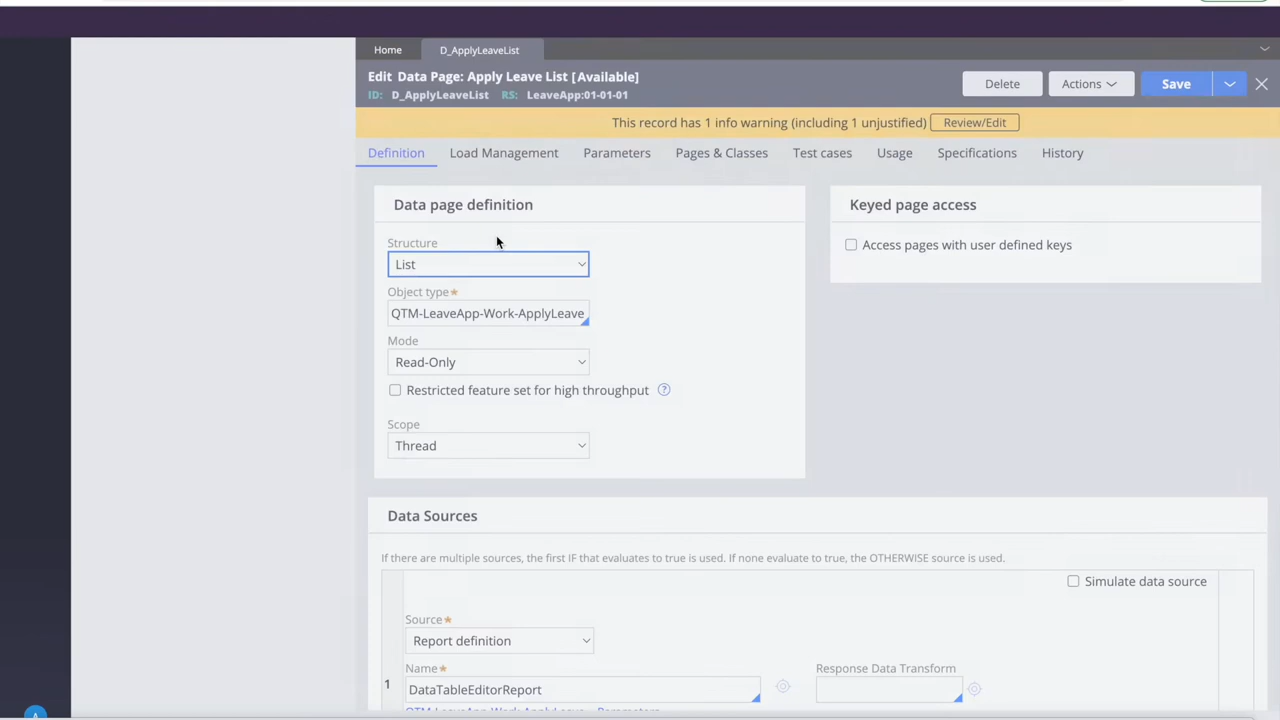 Home D_ApplyLeaveList
Edit Data Page: Apply Leave List [Available]
ID: D_ApplyLeaveList RS: LeaveApp:01-01-01
Delete Actions Save
This record has 1 info warning (including 1 unjustified) Review/Edit
Definition Load Management Parameters Pages & Classes Test cases Usage Specifications History
Data page definition
Structure
List
Object type*
QTM-LeaveApp-Work-ApplyLeave
Mode
Read-Only
Restricted feature set for high throughput ?
Scope
Thread
Keyed page access
Access pages with user defined keys
Data Sources
If there are multiple sources, the first IF that evaluates to true is used. If none evaluate to true, the OTHERWISE source is used.
Simulate data source
Source*
Report definition
Name* Response Data Transform
1 DataTableEditorReport
QTM-LeaveApp-Work-ApplyLeave Parameters
A